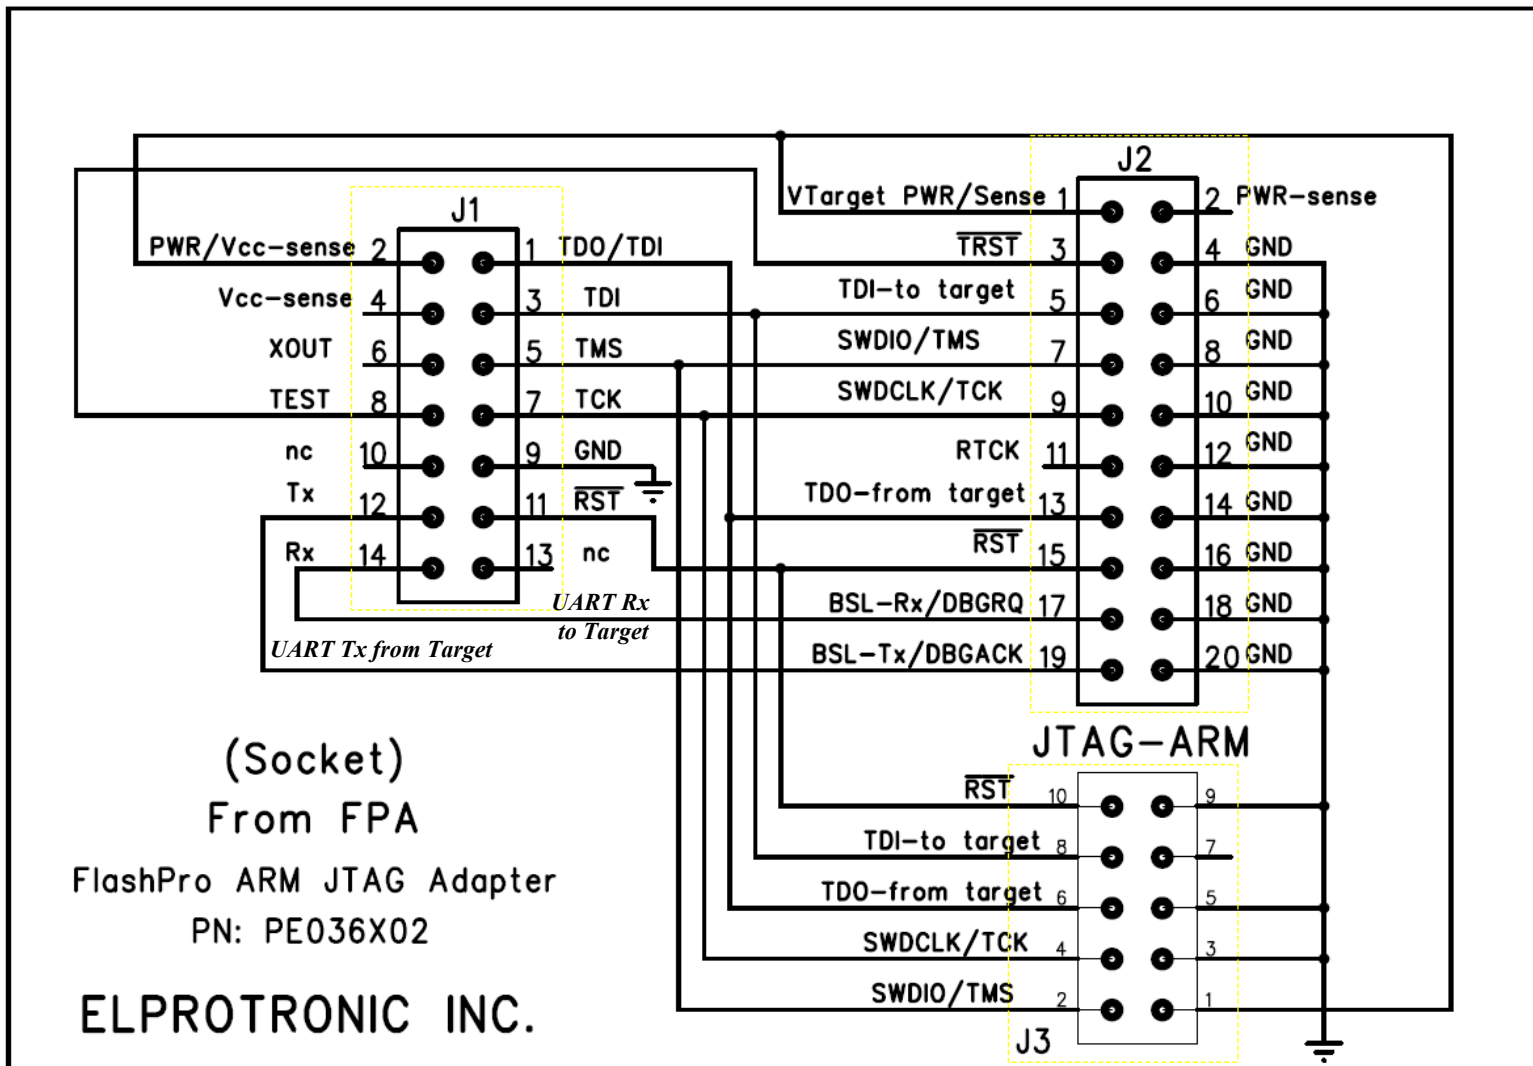 J1
PWR/Vcc-sense 2
1 TDO/TDI
Vcc-sense 4
3 TDI
XOUT 6
5 TMS
TEST 8
7 TCK
nc 10
9 GND
Tx 12
11 RST
Rx 14
13 nc
UART Rx
to Target
UART Tx from Target
J2
VTarget PWR/Sense 1
2 PWR-sense
TRST 3
4 GND
TDI-to target 5
6 GND
SWDIO/TMS 7
8 GND
SWDCLK/TCK 9
10 GND
RTCK 11
12 GND
TDO-from target 13
14 GND
RST 15
16 GND
BSL-Rx/DBGRQ 17
18 GND
BSL-Tx/DBGACK 19
20 GND
JTAG-ARM
RST 10
9
TDI-to target 8
7
TDO-from target 6
5
SWDCLK/TCK 4
3
SWDIO/TMS 2
1
J3
(Socket)
From FPA
FlashPro ARM JTAG Adapter
PN: PE036X02
ELPROTRONIC INC.